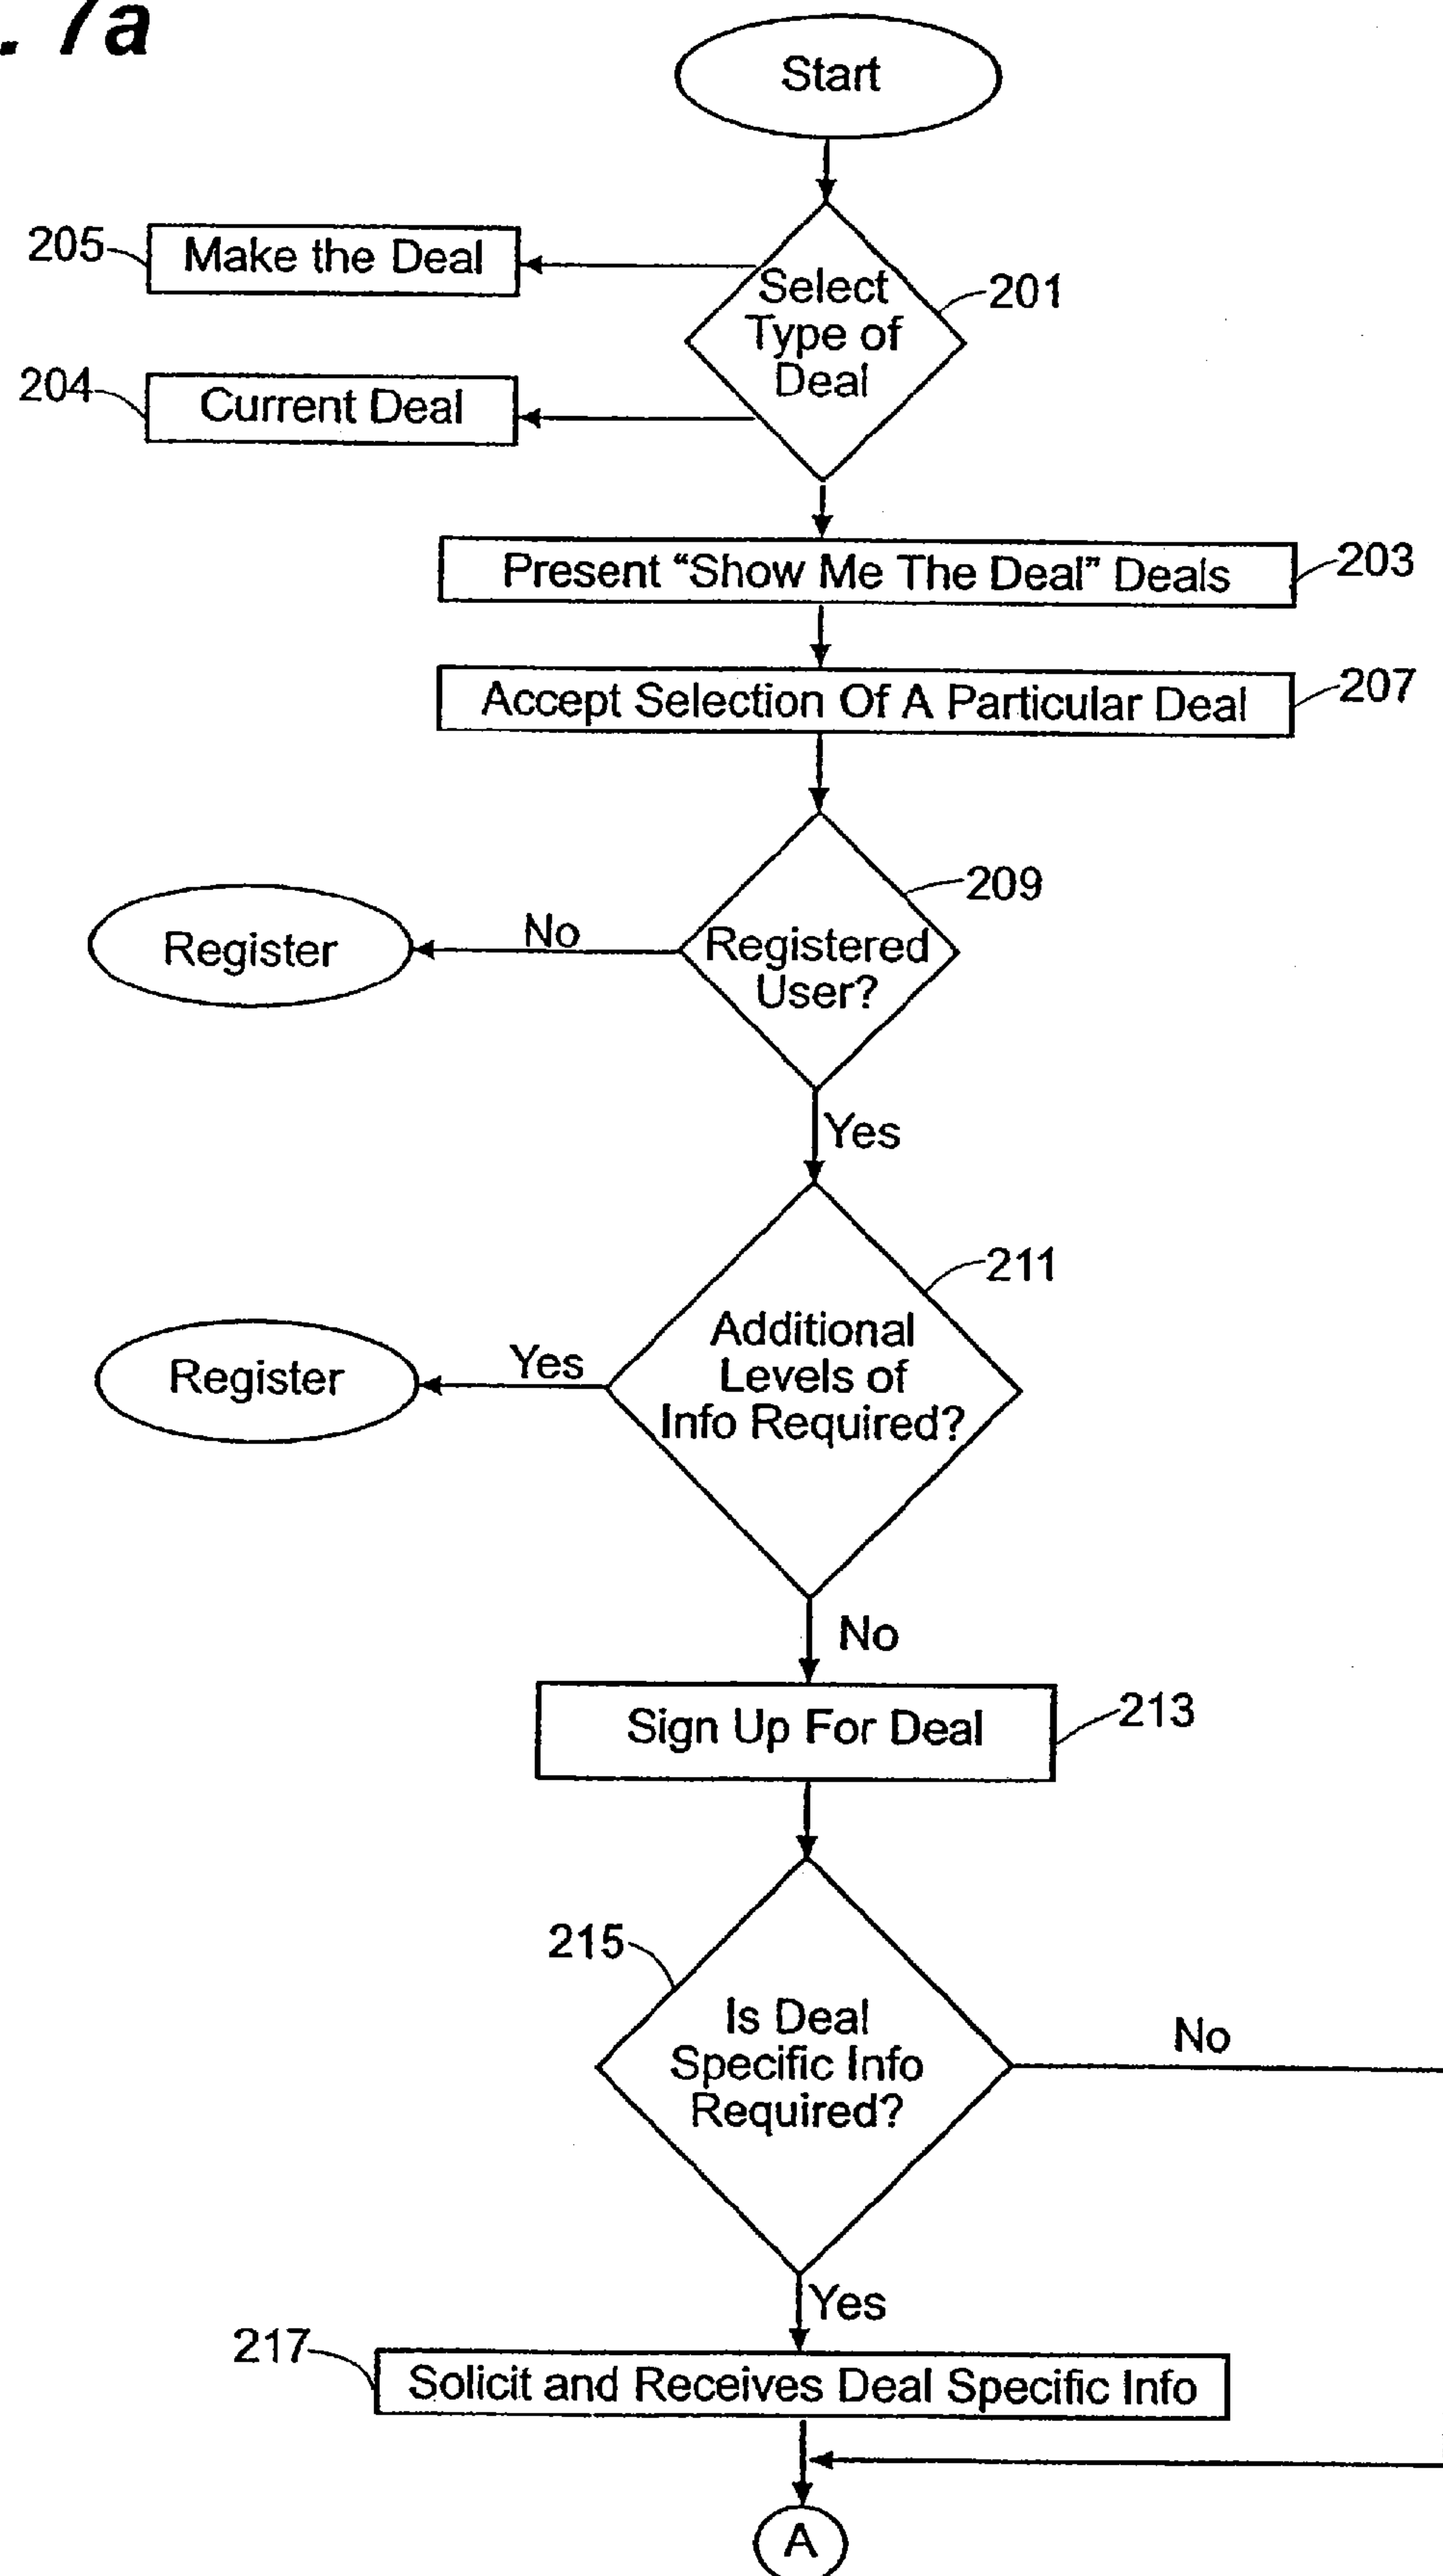 . 7a
Start
205
Make the Deal
Select
Type of
Deal
201
204
Current Deal
Present “Show Me The Deal” Deals
203
Accept Selection Of A Particular Deal
207
209
Register
No
Registered
User?
Yes
211
Register
Yes
Additional
Levels of
Info Required?
No
Sign Up For Deal
213
215
Is Deal
Specific Info
Required?
No
Yes
217
Solicit and Receives Deal Specific Info
A